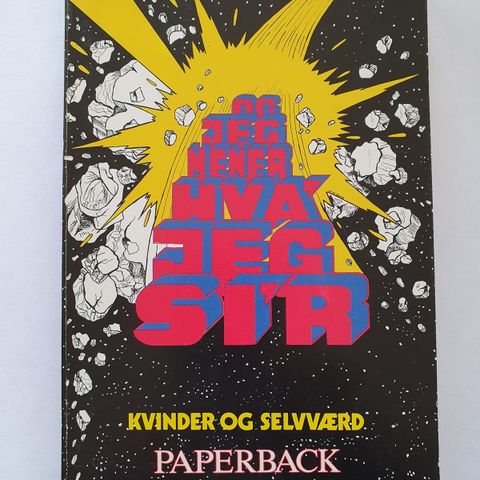 OG
JEG
MENER
HVA'
JEG
SI'R
KVINDER OG SELVVÆRD
PAPERBACK